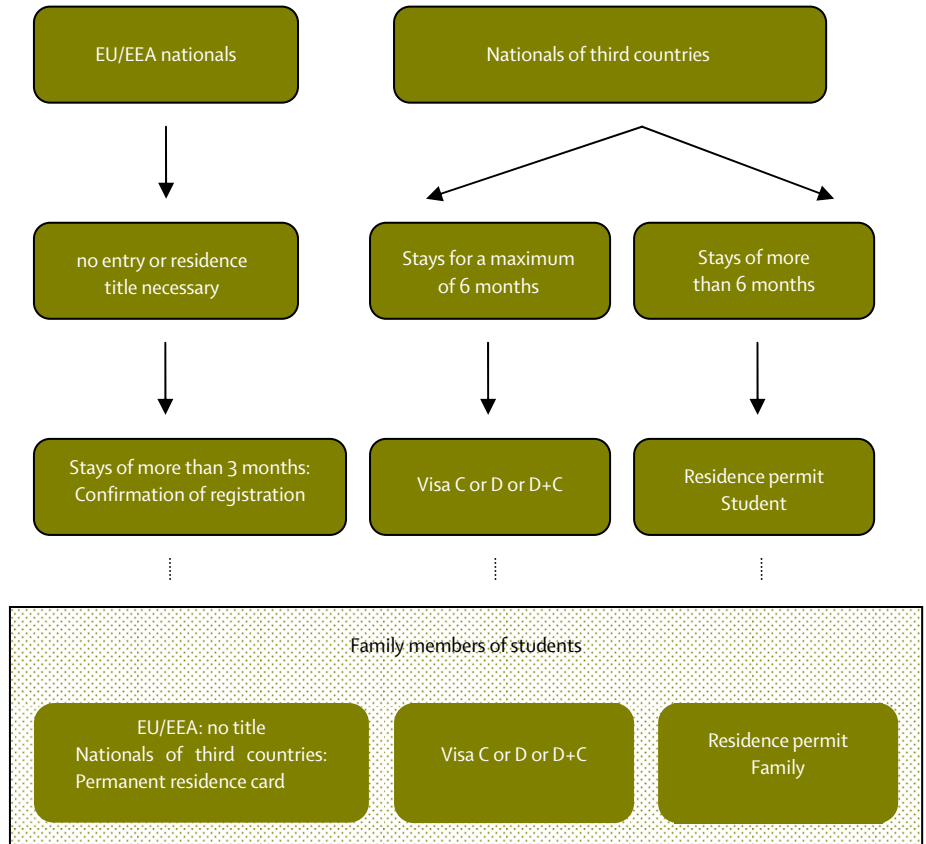 EU/EEA nationals
Nationals of third countries
no entry or residence
title necessary
Stays for a maximum
of 6 months
Stays of more
than 6 months
Stays of more than 3 months:
Confirmation of registration
Visa C or D or D+C
Residence permit
Student
Family members of students
EU/EEA: no title
Nationals of third countries:
Permanent residence card
Visa C or D or D+C
Residence permit
Family